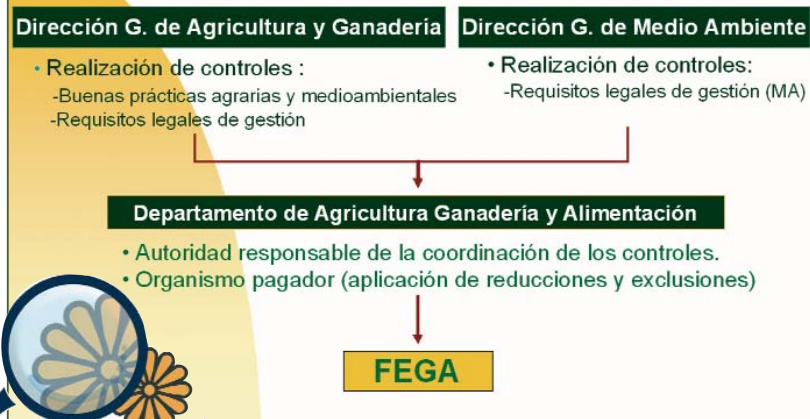 Dirección G. de Agricultura y Ganadería
• Realización de controles :
-Buenas prácticas agrarias y medioambientales
-Requisitos legales de gestión
Dirección G. de Medio Ambiente
• Realización de controles:
-Requisitos legales de gestión (MA)
Departamento de Agricultura Ganadería y Alimentación
• Autoridad responsable de la coordinación de los controles.
• Organismo pagador (aplicación de reducciones y exclusiones)
FEGA